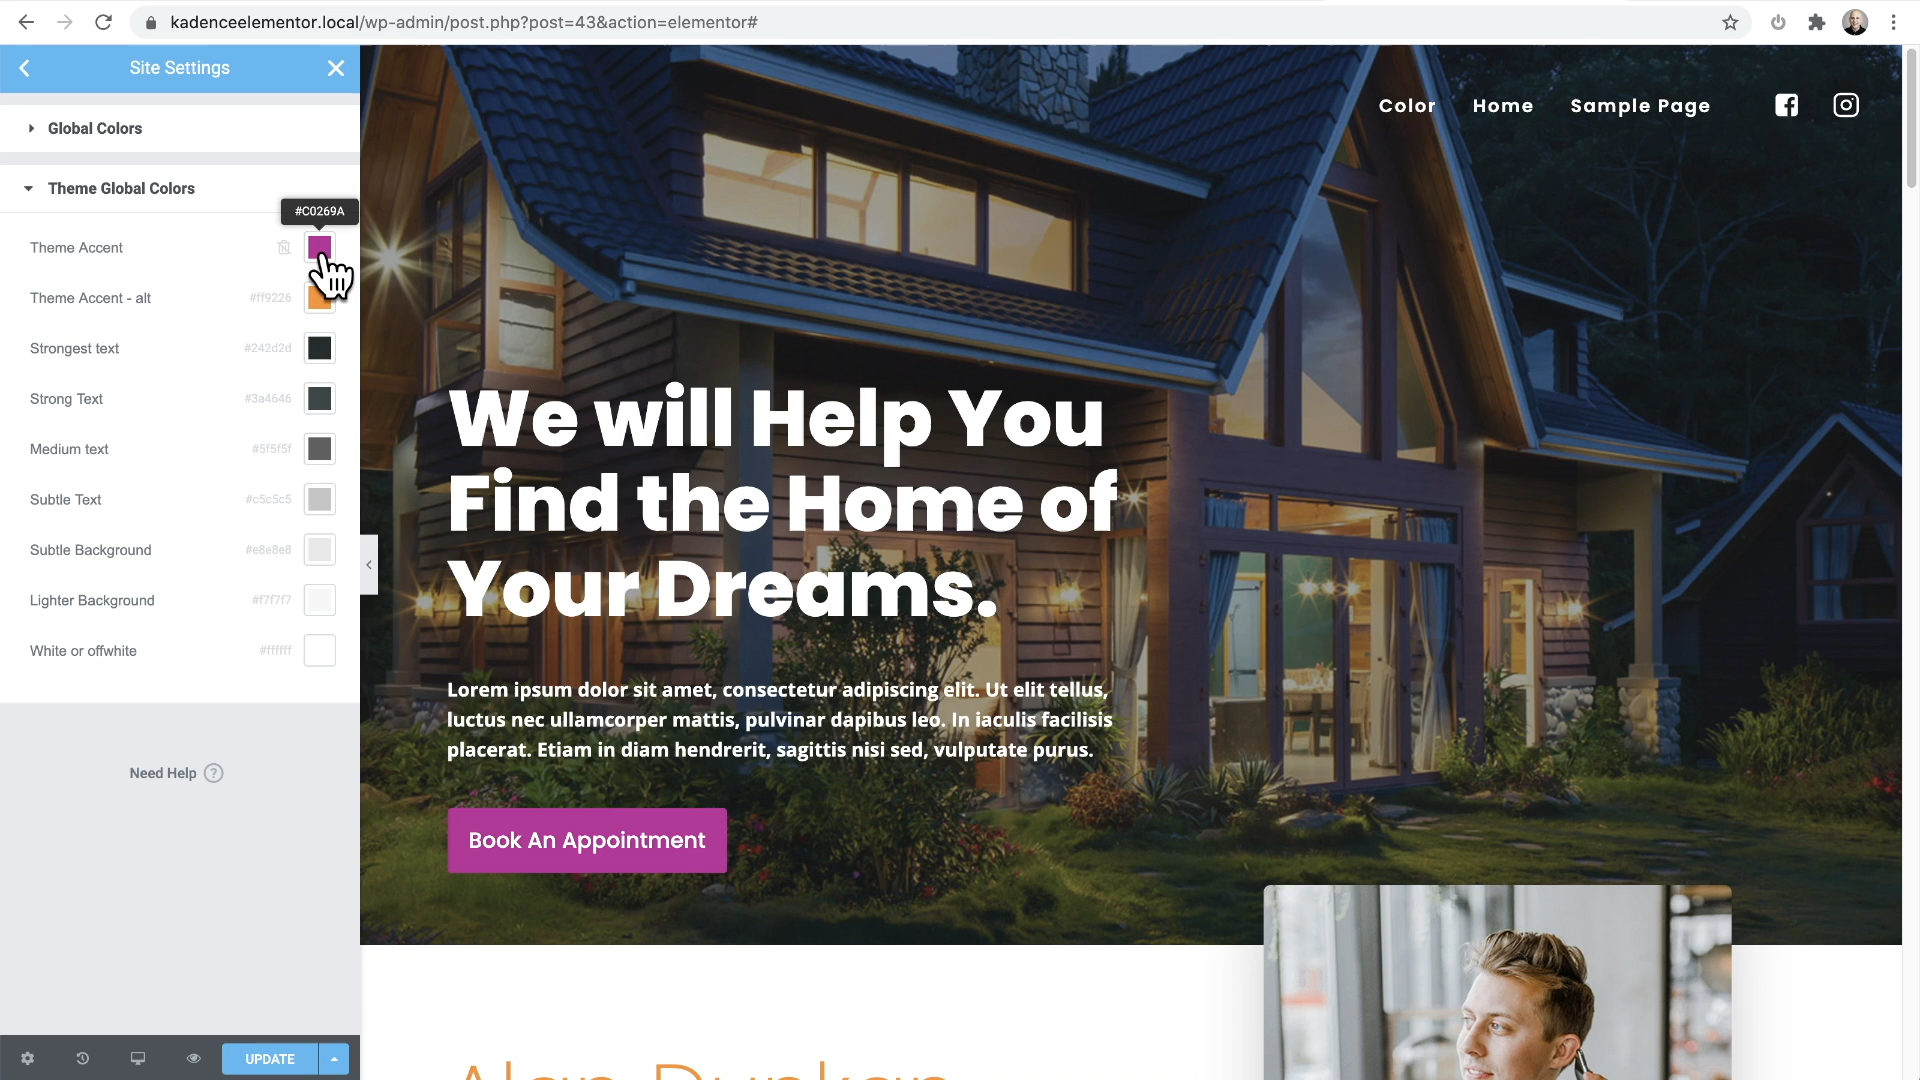 kadenceelementor.local/wp-admin/post.php?post=43&action=elementor#
Site Settings
Global Colors
Theme Global Colors
#C0269A
Theme Accent
Theme Accent - alt #ff9226
Strongest text #242d2d
Strong Text #3a4646
Medium text #5f5f5f
Subtle Text #c5c5c5
Subtle Background #e8e8e8
Lighter Background #f7f7f7
White or offwhite #ffffff
Need Help ?
UPDATE
Color Home Sample Page
We will Help You
Find the Home of
Your Dreams.
Lorem ipsum dolor sit amet, consectetur adipiscing elit. Ut elit tellus,
luctus nec ullamcorper mattis, pulvinar dapibus leo. In iaculis facilisis
placerat. Etiam in diam hendrerit, sagittis nisi sed, vulputate purus.
Book An Appointment